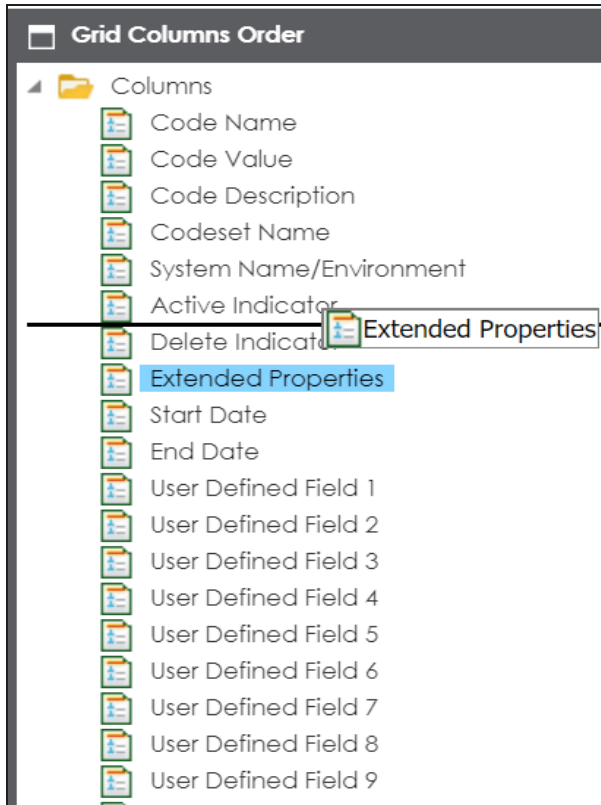 Grid Columns Order
Columns
Code Name
Code Value
Code Description
Codeset Name
System Name/Environment
Active Indicator
Extended Properties
Delete Indicator
Extended Properties
Start Date
End Date
User Defined Field 1
User Defined Field 2
User Defined Field 3
User Defined Field 4
User Defined Field 5
User Defined Field 6
User Defined Field 7
User Defined Field 8
User Defined Field 9